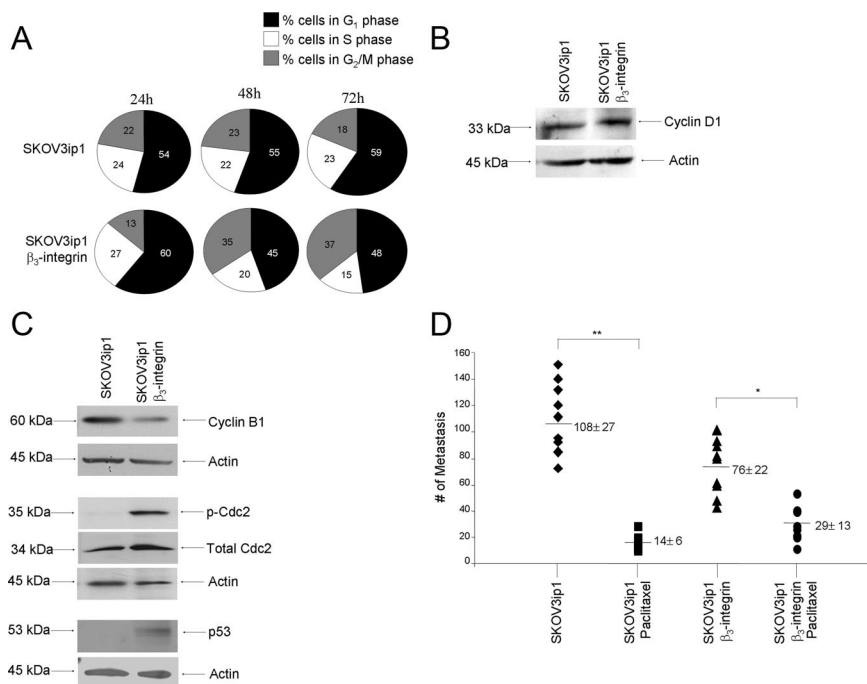 A
% cells in G₁ phase
% cells in S phase
% cells in G₂/M phase
24h 48h 72h
SKOV3ip1
22 54 24
23 55 22
18 59 23
SKOV3ip1
β₃-integrin
13 60 27
35 45 20
37 48 15
B
SKOV3ip1
SKOV3ip1
β₃-integrin
33 kDa Cyclin D1
45 kDa Actin
C
SKOV3ip1
SKOV3ip1
β₃-integrin
60 kDa Cyclin B1
45 kDa Actin
35 kDa p-Cdc2
34 kDa Total Cdc2
45 kDa Actin
53 kDa p53
45 kDa Actin
D
# of Metastasis
160
140
120
100
80
60
40
20
0
**
*
108± 27
14± 6
76± 22
29± 13
SKOV3ip1
SKOV3ip1
Paclitaxel
SKOV3ip1
β₃-integrin
SKOV3ip1
β₃-integrin
Paclitaxel